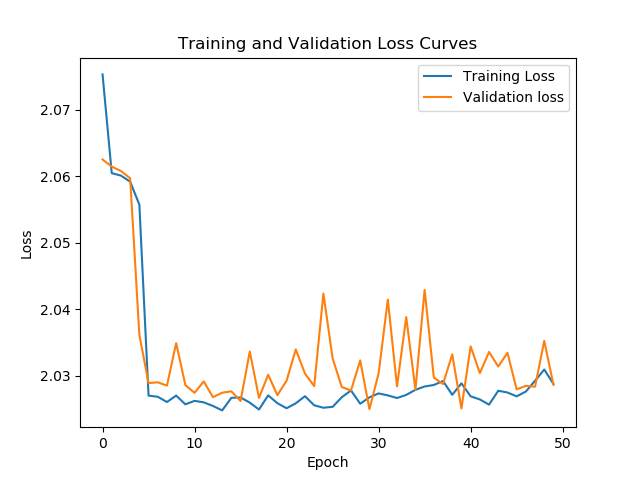 Training and Validation Loss Curves
Training Loss
Validation loss
2.07
2.06
2.05
2.04
2.03
Loss
0
10
20
30
40
50
Epoch